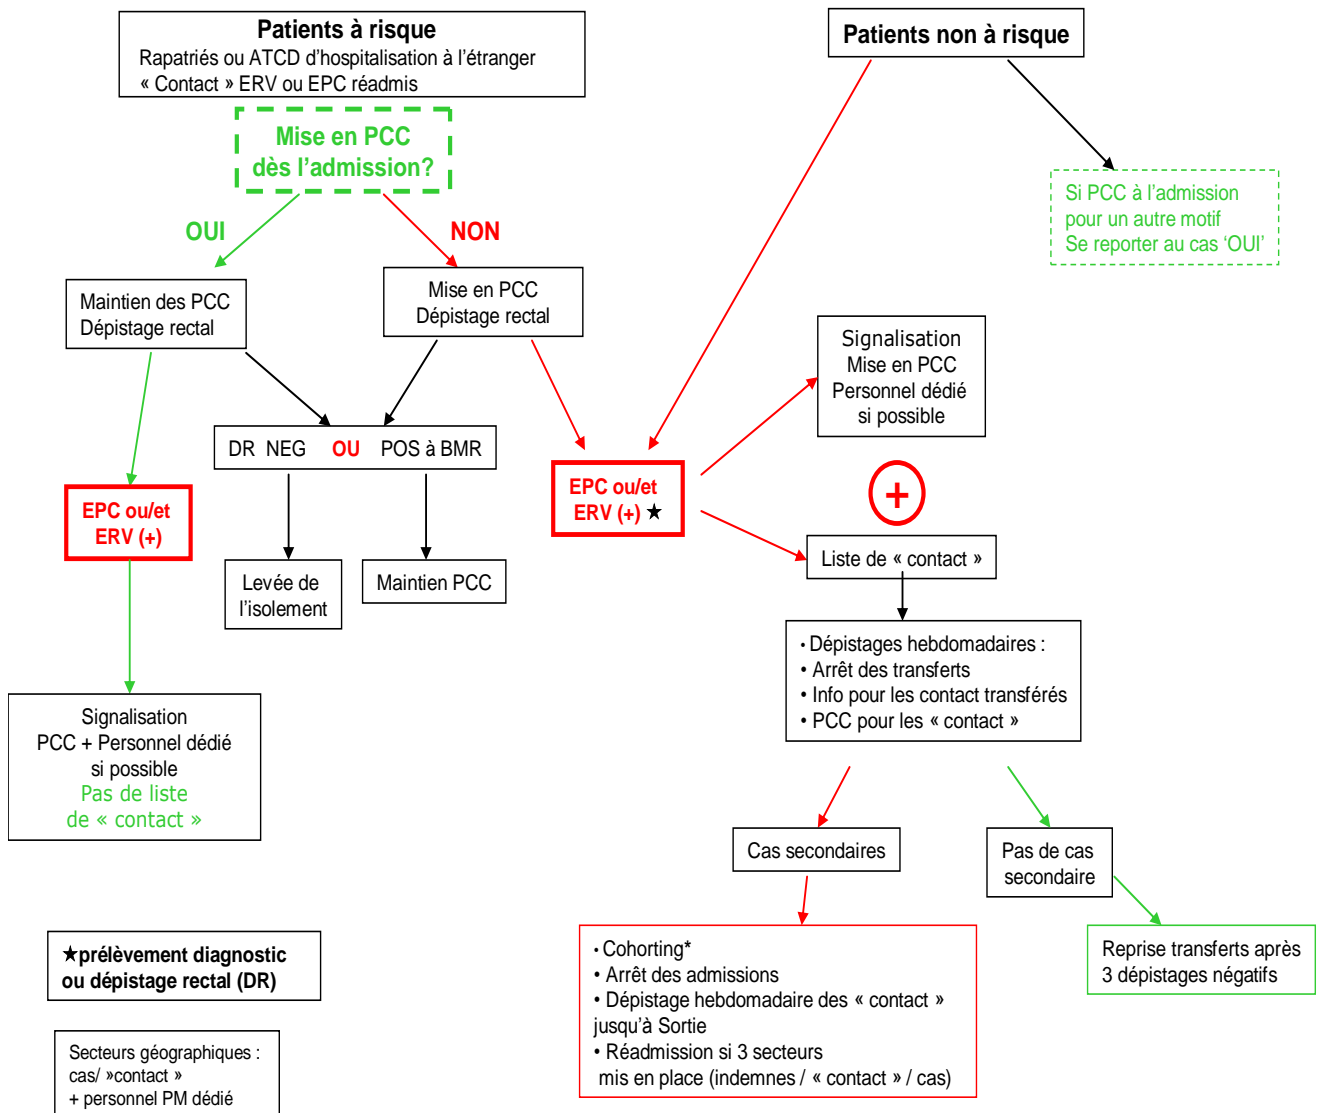 Patients à risque
Rapatriés ou ATCD d'hospitalisation à l'étranger
« Contact » ERV ou EPC réadmis
Patients non à risque
Mise en PCC
dès l'admission?
Si PCC à l'admission
pour un autre motif
Se reporter au cas 'OUI'
OUI
NON
Maintien des PCC
Dépistage rectal
Mise en PCC
Dépistage rectal
Signalisation
Mise en PCC
Personnel dédié
si possible
DR NEG OU POS à BMR
EPC ou/et
ERV (+)
EPC ou/et
ERV (+) ★
+
Liste de « contact »
Levée de
l'isolement
Maintien PCC
• Dépistages hebdomadaires :
• Arrêt des transferts
• Info pour les contact transférés
• PCC pour les « contact »
Signalisation
PCC + Personnel dédié
si possible
Pas de liste
de « contact »
Cas secondaires
Pas de cas
secondaire
★prélèvement diagnostic
ou dépistage rectal (DR)
• Cohorting*
• Arrêt des admissions
• Dépistage hebdomadaire des « contact »
jusqu'à Sortie
• Réadmission si 3 secteurs
mis en place (indemnes / « contact » / cas)
Reprise transferts après
3 dépistages négatifs
Secteurs géographiques :
cas/ »contact »
+ personnel PM dédié